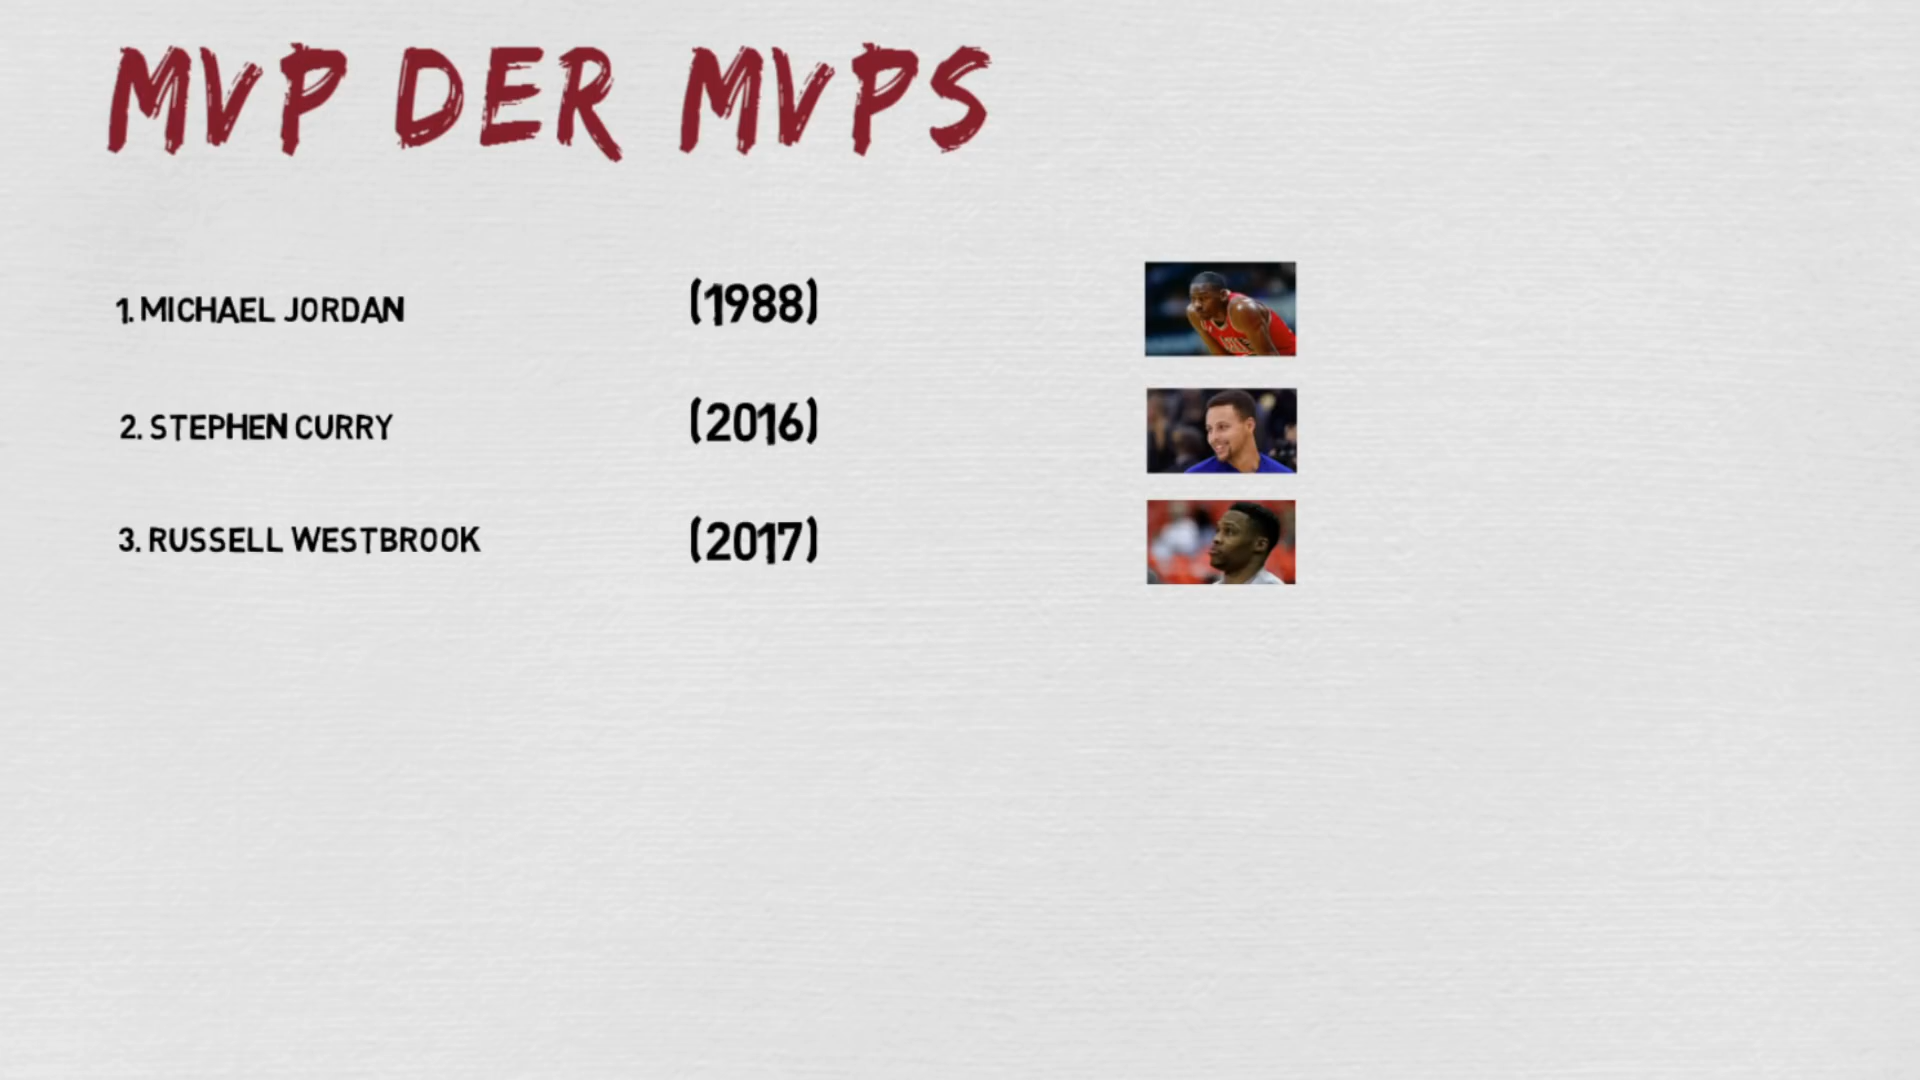 MVP DER MVPS
1. MICHAEL JORDAN (1988)
2. STEPHEN CURRY (2016)
3. RUSSELL WESTBROOK (2017)